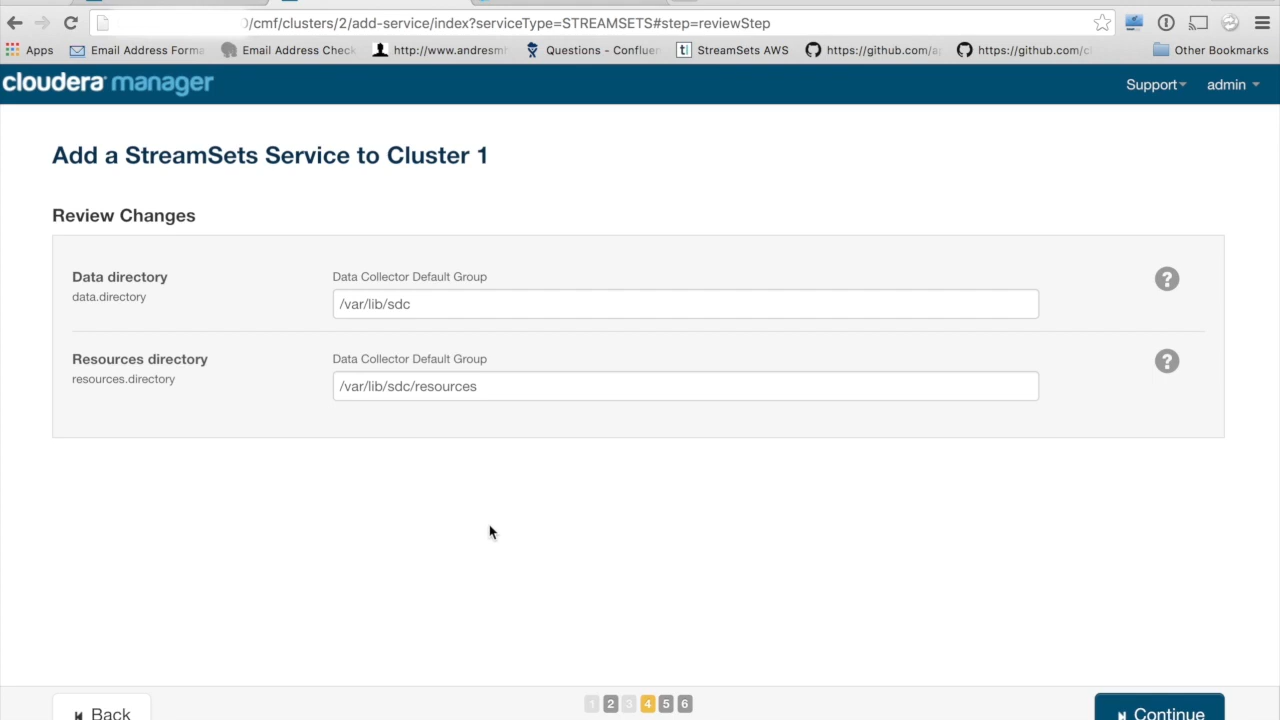 /cmf/clusters/2/add-service/index?serviceType=STREAMSETS#step=reviewStep
Apps Email Address Forma Email Address Check http://www.andresm Questions - Confluen StreamSets AWS https://github.com/a https://github.com/c Other Bookmarks
cloudera manager Support admin
Add a StreamSets Service to Cluster 1
Review Changes
Data directory Data Collector Default Group ?
data.directory /var/lib/sdc
Resources directory Data Collector Default Group ?
resources.directory /var/lib/sdc/resources
Back 1 2 3 4 5 6 Continue